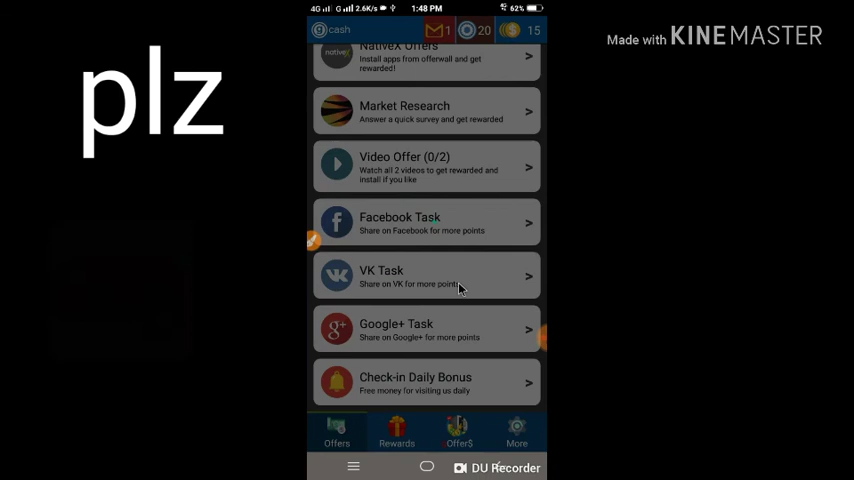 4G 2.6K/s 1:48 PM 4G 62%
Made with KINEMASTER
plz
gcash 1 20 15
NativeX Offers
nativex
Install apps from offerwall and get
rewarded!
>
Market Research
Answer a quick survey and get rewarded
>
Video Offer (0/2)
Watch all 2 videos to get rewarded and
install if you like
>
Facebook Task
Share on Facebook for more points
>
VK Task
Share on VK for more points
>
Google+ Task
Share on Google+ for more points
>
Check-in Daily Bonus
Free money for visiting us daily
>
Offers Rewards Offer$ More
DU Recorder